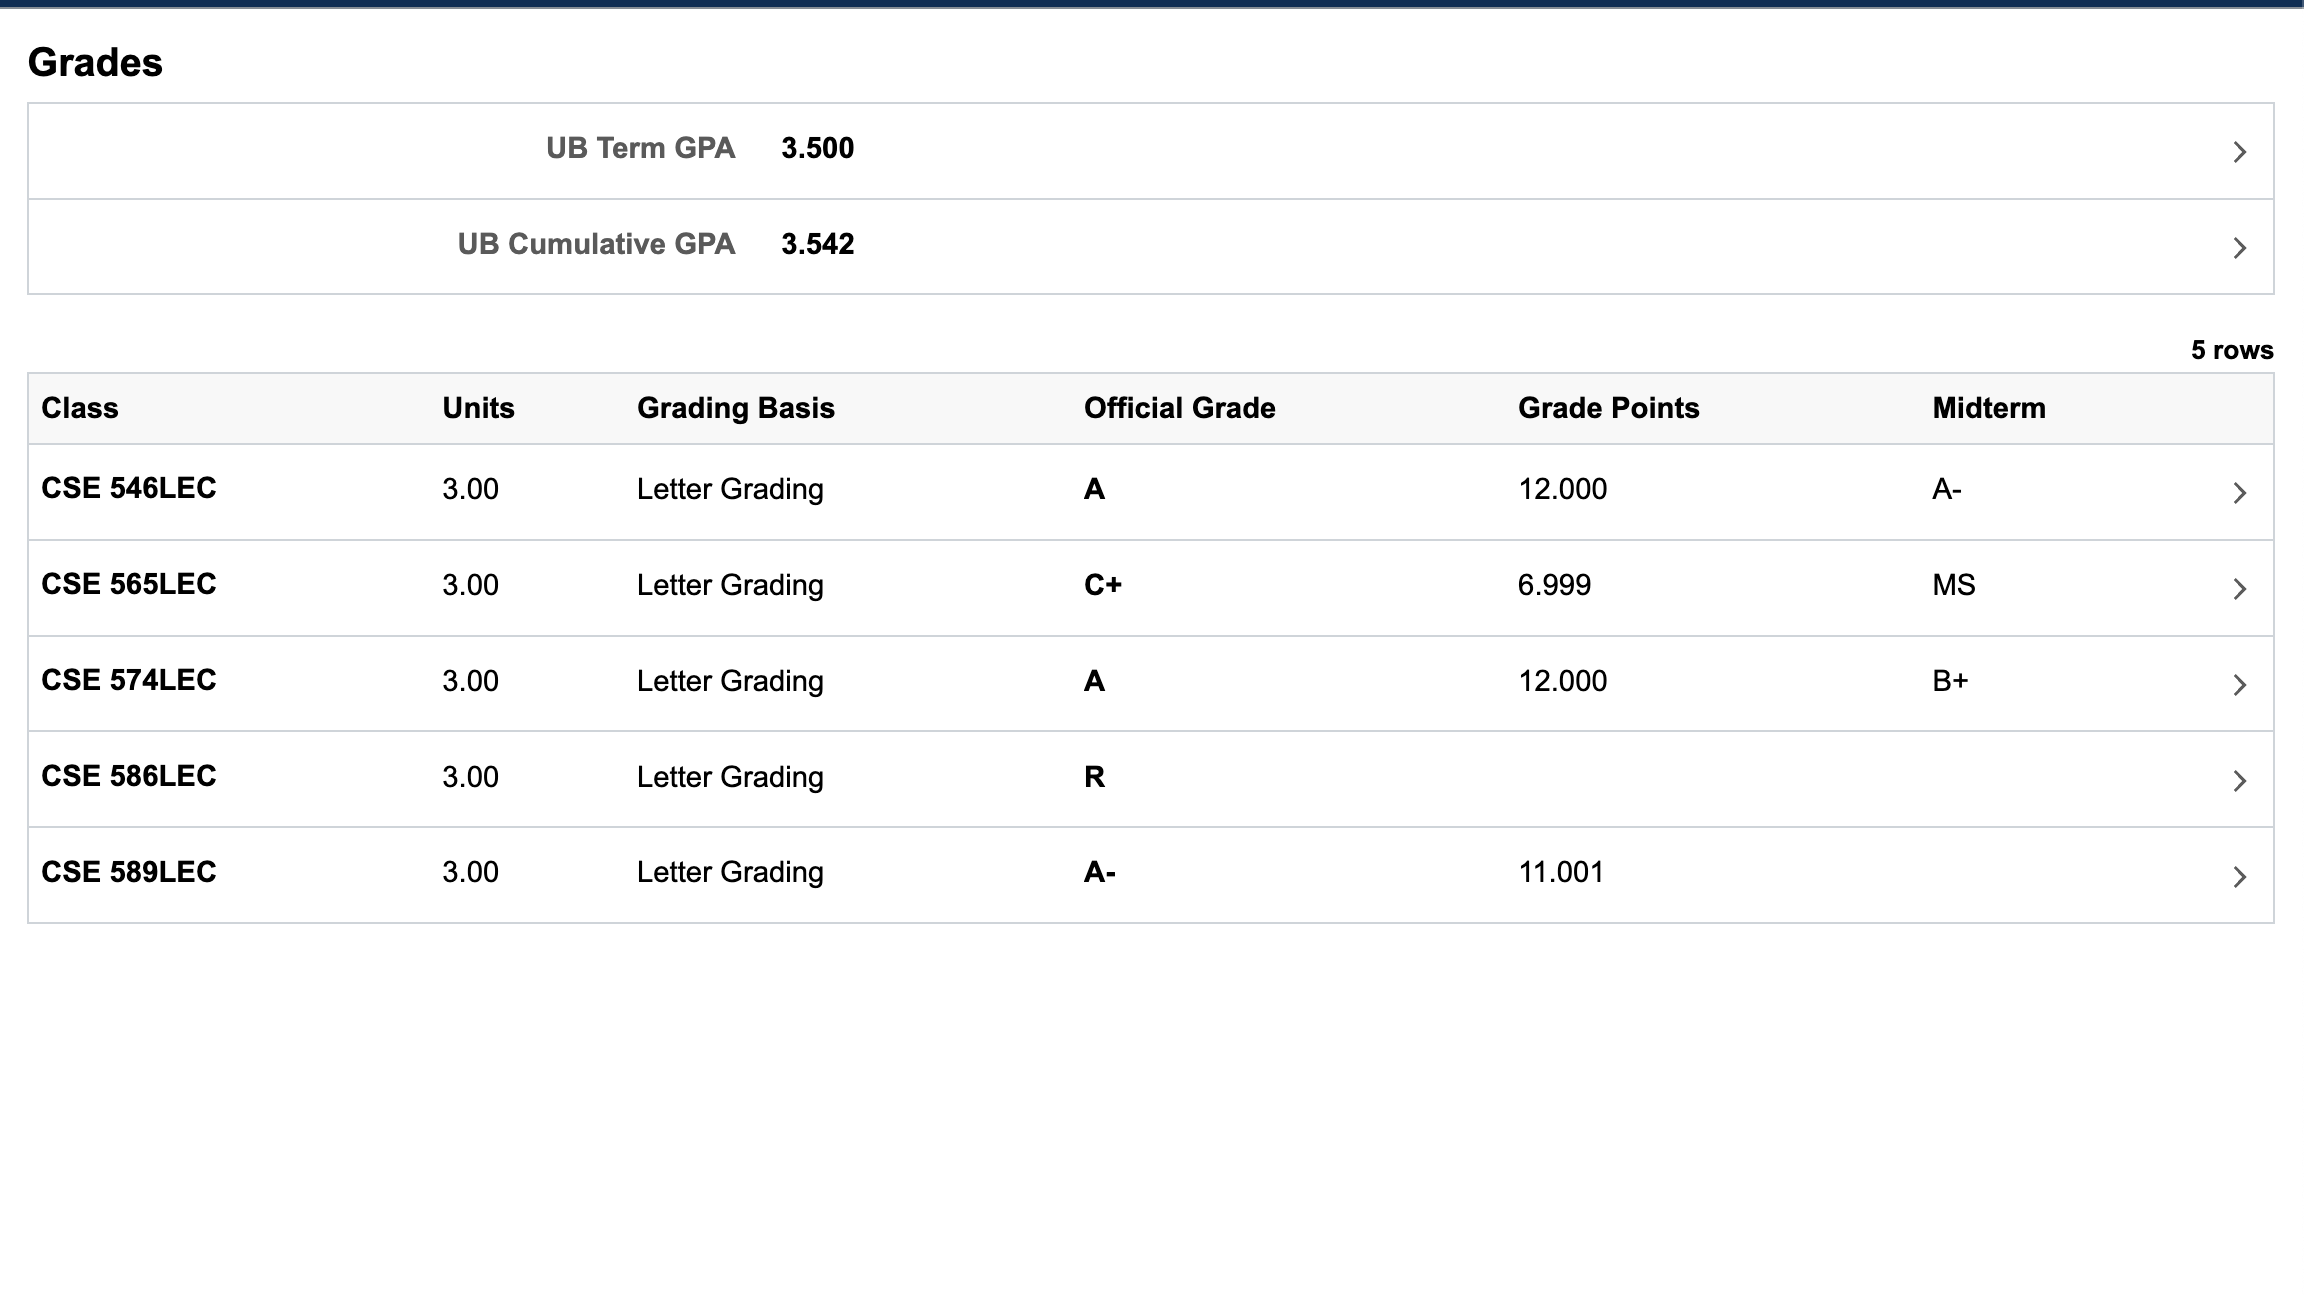 Grades
UB Term GPA 3.500
UB Cumulative GPA 3.542
5 rows
Class Units Grading Basis Official Grade Grade Points Midterm
CSE 546LEC 3.00 Letter Grading A 12.000 A-
CSE 565LEC 3.00 Letter Grading C+ 6.999 MS
CSE 574LEC 3.00 Letter Grading A 12.000 B+
CSE 586LEC 3.00 Letter Grading R
CSE 589LEC 3.00 Letter Grading A- 11.001